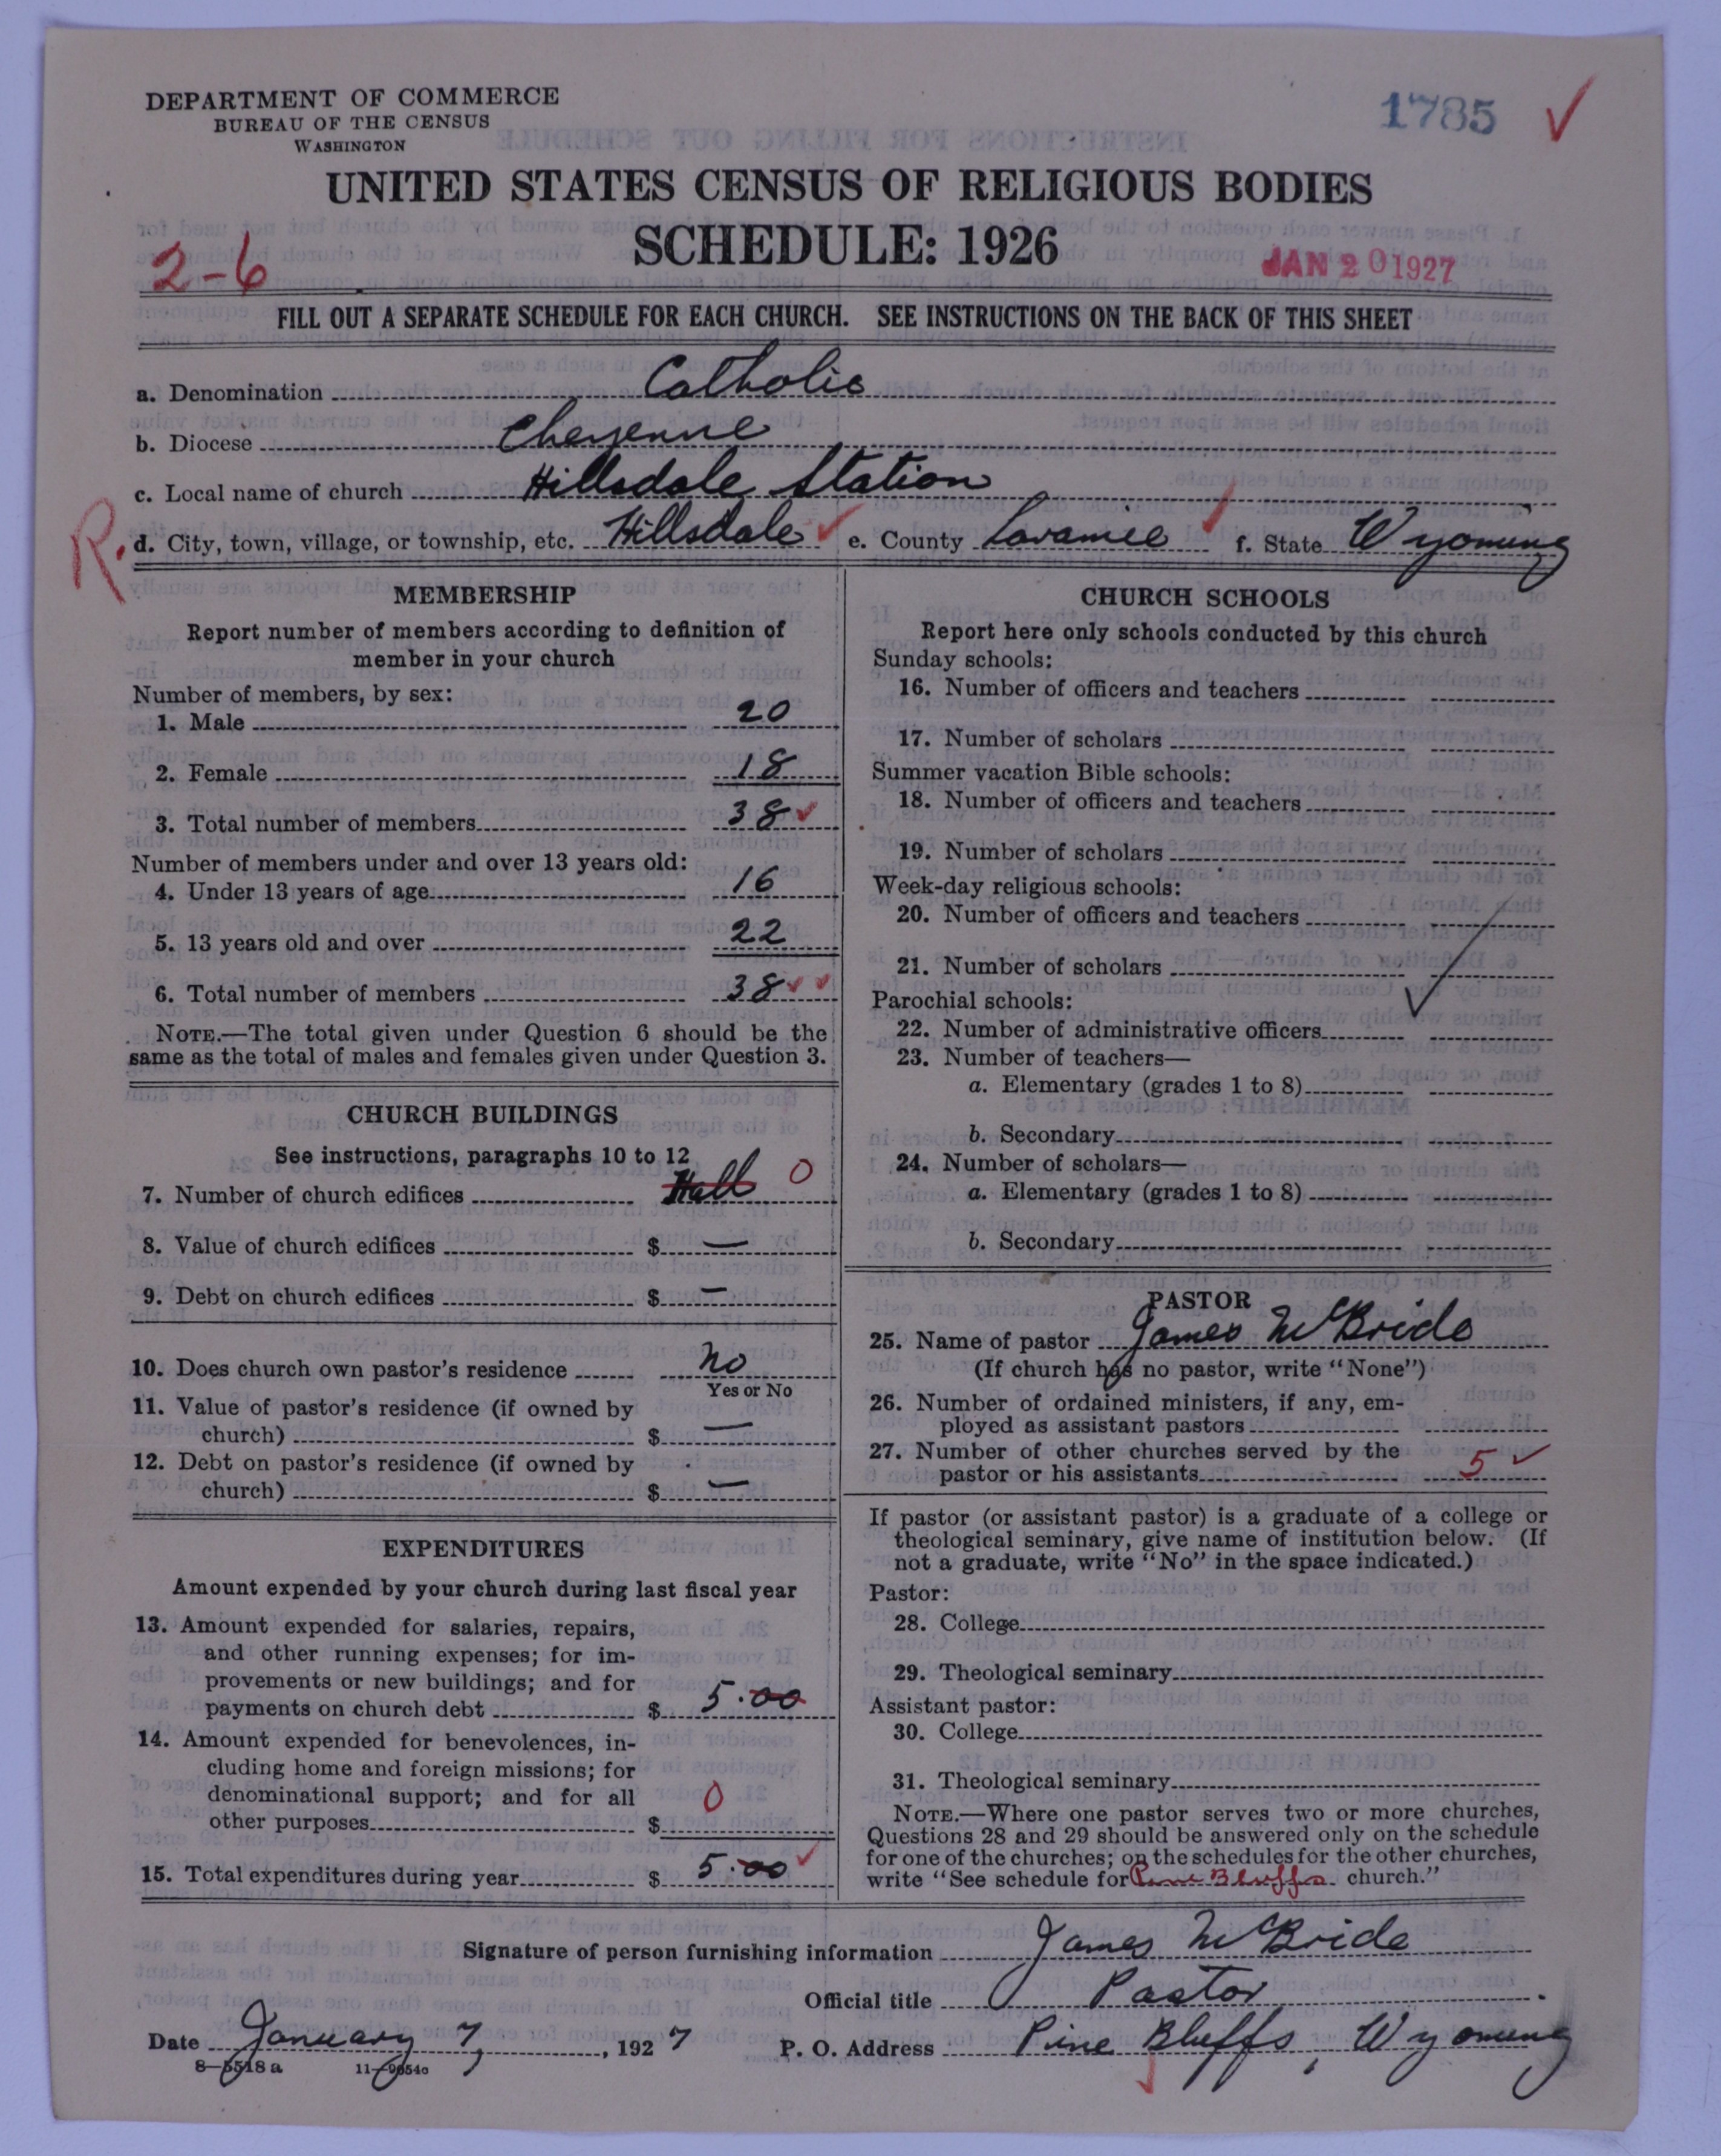 DEPARTMENT OF COMMERCE
BUREAU OF THE CENSUS
WASHINGTON
1785
UNITED STATES CENSUS OF RELIGIOUS BODIES
SCHEDULE: 1926
2-6
JAN 20 1927
FILL OUT A SEPARATE SCHEDULE FOR EACH CHURCH. SEE INSTRUCTIONS ON THE BACK OF THIS SHEET
a. Denomination Catholic
b. Diocese Cheyenne
c. Local name of church Hillsdale Station
R. d. City, town, village, or township, etc. Hillsdale e. County Laramie f. State Wyoming
MEMBERSHIP
Report number of members according to definition of
member in your church
Number of members, by sex:
1. Male 20
2. Female 18
3. Total number of members 38
Number of members under and over 13 years old:
4. Under 13 years of age 16
5. 13 years old and over 22
6. Total number of members 38
NOTE.—The total given under Question 6 should be the
same as the total of males and females given under Question 3.
CHURCH BUILDINGS
See instructions, paragraphs 10 to 12
7. Number of church edifices Hall 0
8. Value of church edifices $ —
9. Debt on church edifices $ —
10. Does church own pastor's residence No
Yes or No
11. Value of pastor's residence (if owned by
church) $ —
12. Debt on pastor's residence (if owned by
church) $ —
EXPENDITURES
Amount expended by your church during last fiscal year
13. Amount expended for salaries, repairs,
and other running expenses; for im-
provements or new buildings; and for
payments on church debt $ 5.00
14. Amount expended for benevolences, in-
cluding home and foreign missions; for
denominational support; and for all
other purposes $ 0
15. Total expenditures during year $ 5.00
CHURCH SCHOOLS
Report here only schools conducted by this church
Sunday schools:
16. Number of officers and teachers
17. Number of scholars
Summer vacation Bible schools:
18. Number of officers and teachers
19. Number of scholars
Week-day religious schools:
20. Number of officers and teachers
21. Number of scholars
Parochial schools:
22. Number of administrative officers
23. Number of teachers—
a. Elementary (grades 1 to 8)
b. Secondary
24. Number of scholars—
a. Elementary (grades 1 to 8)
b. Secondary
PASTOR
25. Name of pastor James McBride
(If church has no pastor, write "None")
26. Number of ordained ministers, if any, em-
ployed as assistant pastors
27. Number of other churches served by the
pastor or his assistants 5
If pastor (or assistant pastor) is a graduate of a college or
theological seminary, give name of institution below. (If
not a graduate, write "No" in the space indicated.)
Pastor:
28. College
29. Theological seminary
Assistant pastor:
30. College
31. Theological seminary
NOTE.—Where one pastor serves two or more churches,
Questions 28 and 29 should be answered only on the schedule
for one of the churches; on the schedules for the other churches,
write "See schedule for Pine Bluffs church."
Signature of person furnishing information James McBride
Official title Pastor
Date January 7, 1927 P. O. Address Pine Bluffs, Wyoming
8—5518 a 11—9654a